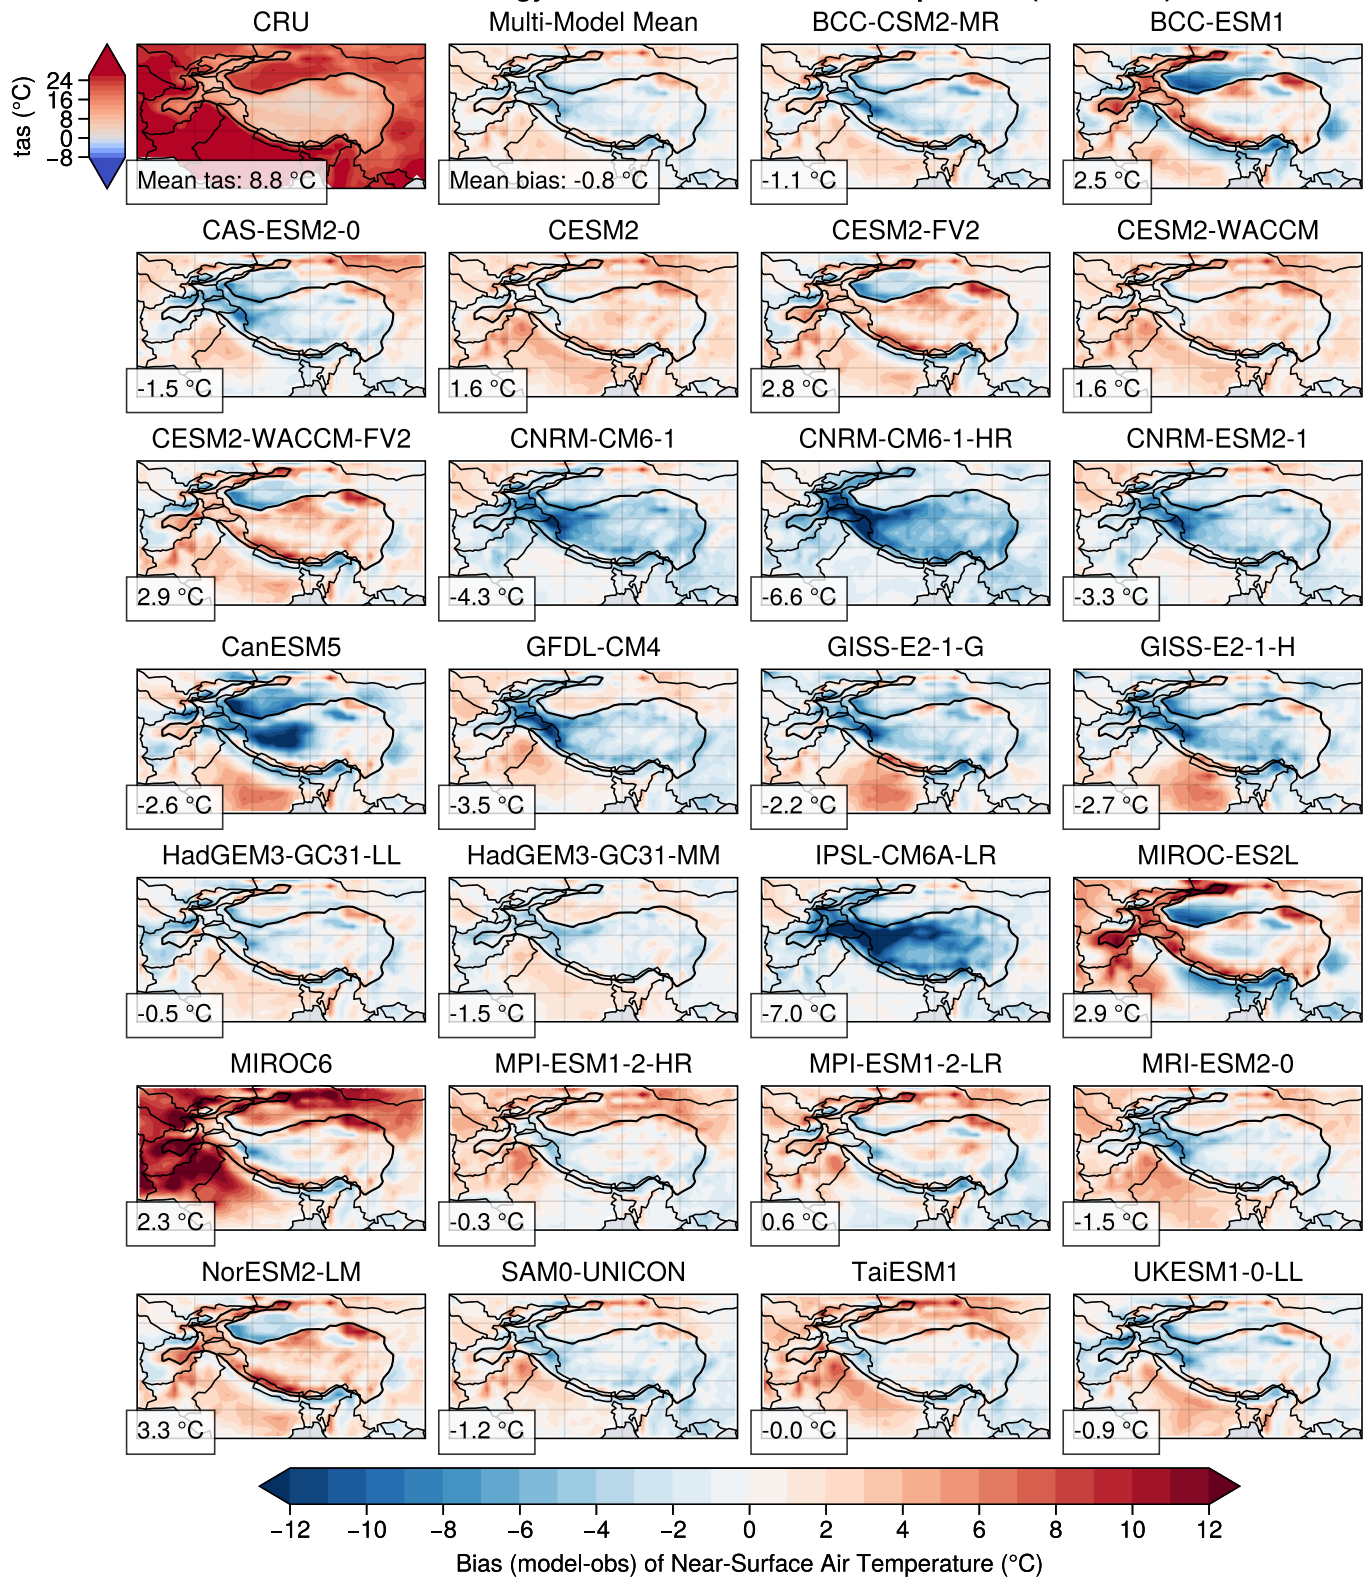 CRU
Multi-Model Mean
BCC-CSM2-MR
BCC-ESM1
tas (°C)
24
16
8
0
−8
Mean tas: 8.8 °C
Mean bias: -0.8 °C
-1.1 °C
2.5 °C
CAS-ESM2-0
CESM2
CESM2-FV2
CESM2-WACCM
-1.5 °C
1.6 °C
2.8 °C
1.6 °C
CESM2-WACCM-FV2
CNRM-CM6-1
CNRM-CM6-1-HR
CNRM-ESM2-1
2.9 °C
-4.3 °C
-6.6 °C
-3.3 °C
CanESM5
GFDL-CM4
GISS-E2-1-G
GISS-E2-1-H
-2.6 °C
-3.5 °C
-2.2 °C
-2.7 °C
HadGEM3-GC31-LL
HadGEM3-GC31-MM
IPSL-CM6A-LR
MIROC-ES2L
-0.5 °C
-1.5 °C
-7.0 °C
2.9 °C
MIROC6
MPI-ESM1-2-HR
MPI-ESM1-2-LR
MRI-ESM2-0
2.3 °C
-0.3 °C
0.6 °C
-1.5 °C
NorESM2-LM
SAM0-UNICON
TaiESM1
UKESM1-0-LL
3.3 °C
-1.2 °C
-0.0 °C
-0.9 °C
−12 −10 −8 −6 −4 −2 0 2 4 6 8 10 12
Bias (model-obs) of Near-Surface Air Temperature (°C)